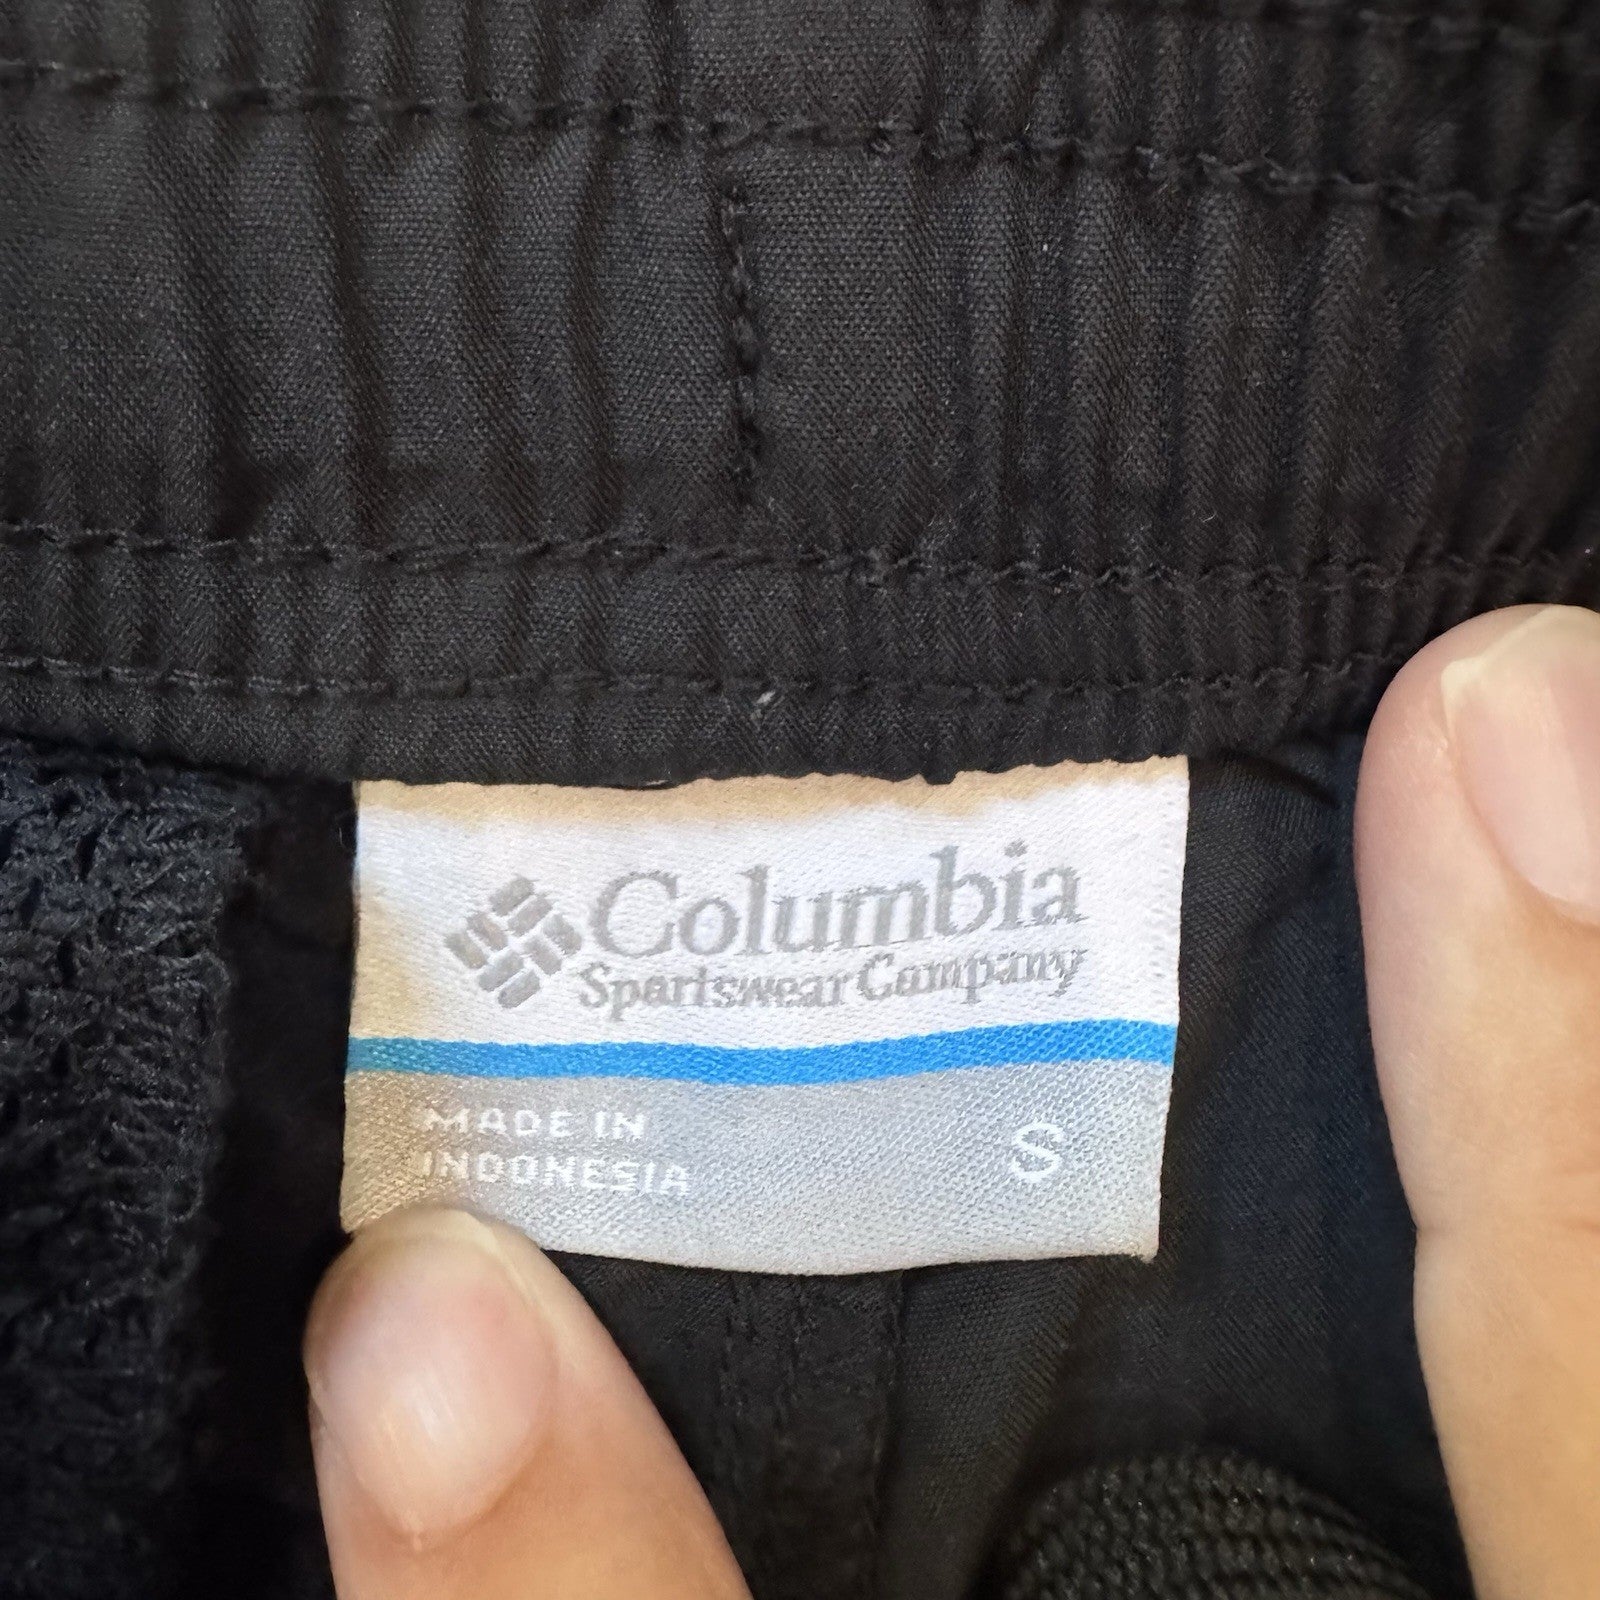 Columbia
Sportswear Company
MADE IN
INDONESIA
S